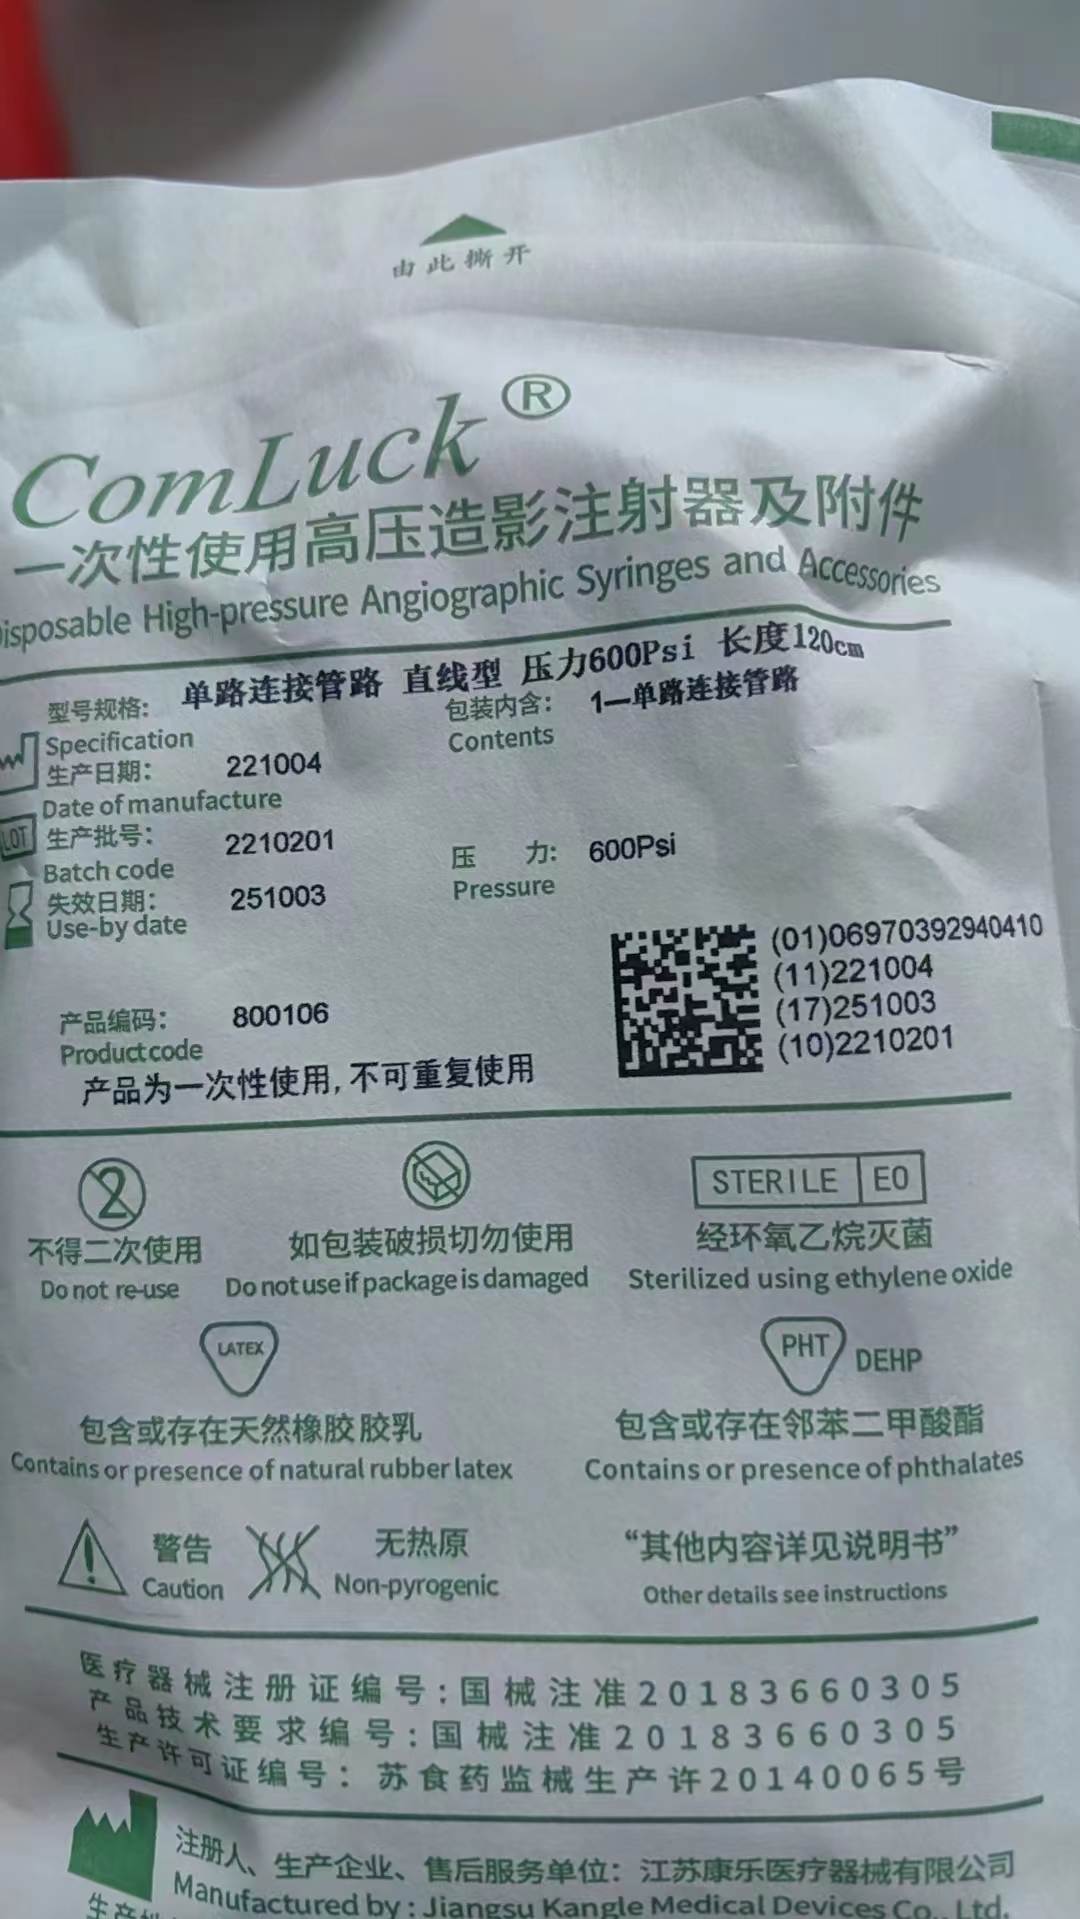 由此撕开
ComLuck®
一次性使用高压造影注射器及附件
isposable High-pressure Angiographic Syringes and Accessories
型号规格: 单路连接管路 直线型 压力600Psi 长度120cm
Specification
包装内含: 1—单路连接管路
Contents
生产日期: 221004
Date of manufacture
LOT 生产批号: 2210201
Batch code
压 力: 600Psi
Pressure
失效日期: 251003
Use-by date
(01)06970392940410
(11)221004
(17)251003
(10)2210201
产品编码: 800106
Product code
产品为一次性使用,不可重复使用
2
不得二次使用
Do not re-use
如包装破损切勿使用
Do not use if package is damaged
STERILE EO
经环氧乙烷灭菌
Sterilized using ethylene oxide
LATEX
包含或存在天然橡胶胶乳
Contains or presence of natural rubber latex
PHT DEHP
包含或存在邻苯二甲酸酯
Contains or presence of phthalates
警告
Caution
无热原
Non-pyrogenic
“其他内容详见说明书”
Other details see instructions
医疗器械注册证编号:国械注准20183660305
产品技术要求编号:国械注准20183660305
生产许可证编号: 苏食药监械生产许20140065号
注册人、生产企业、售后服务单位: 江苏康乐医疗器械有限公司
Manufactured by : Jiangsu Kangle Medical Devices Co., Ltd.